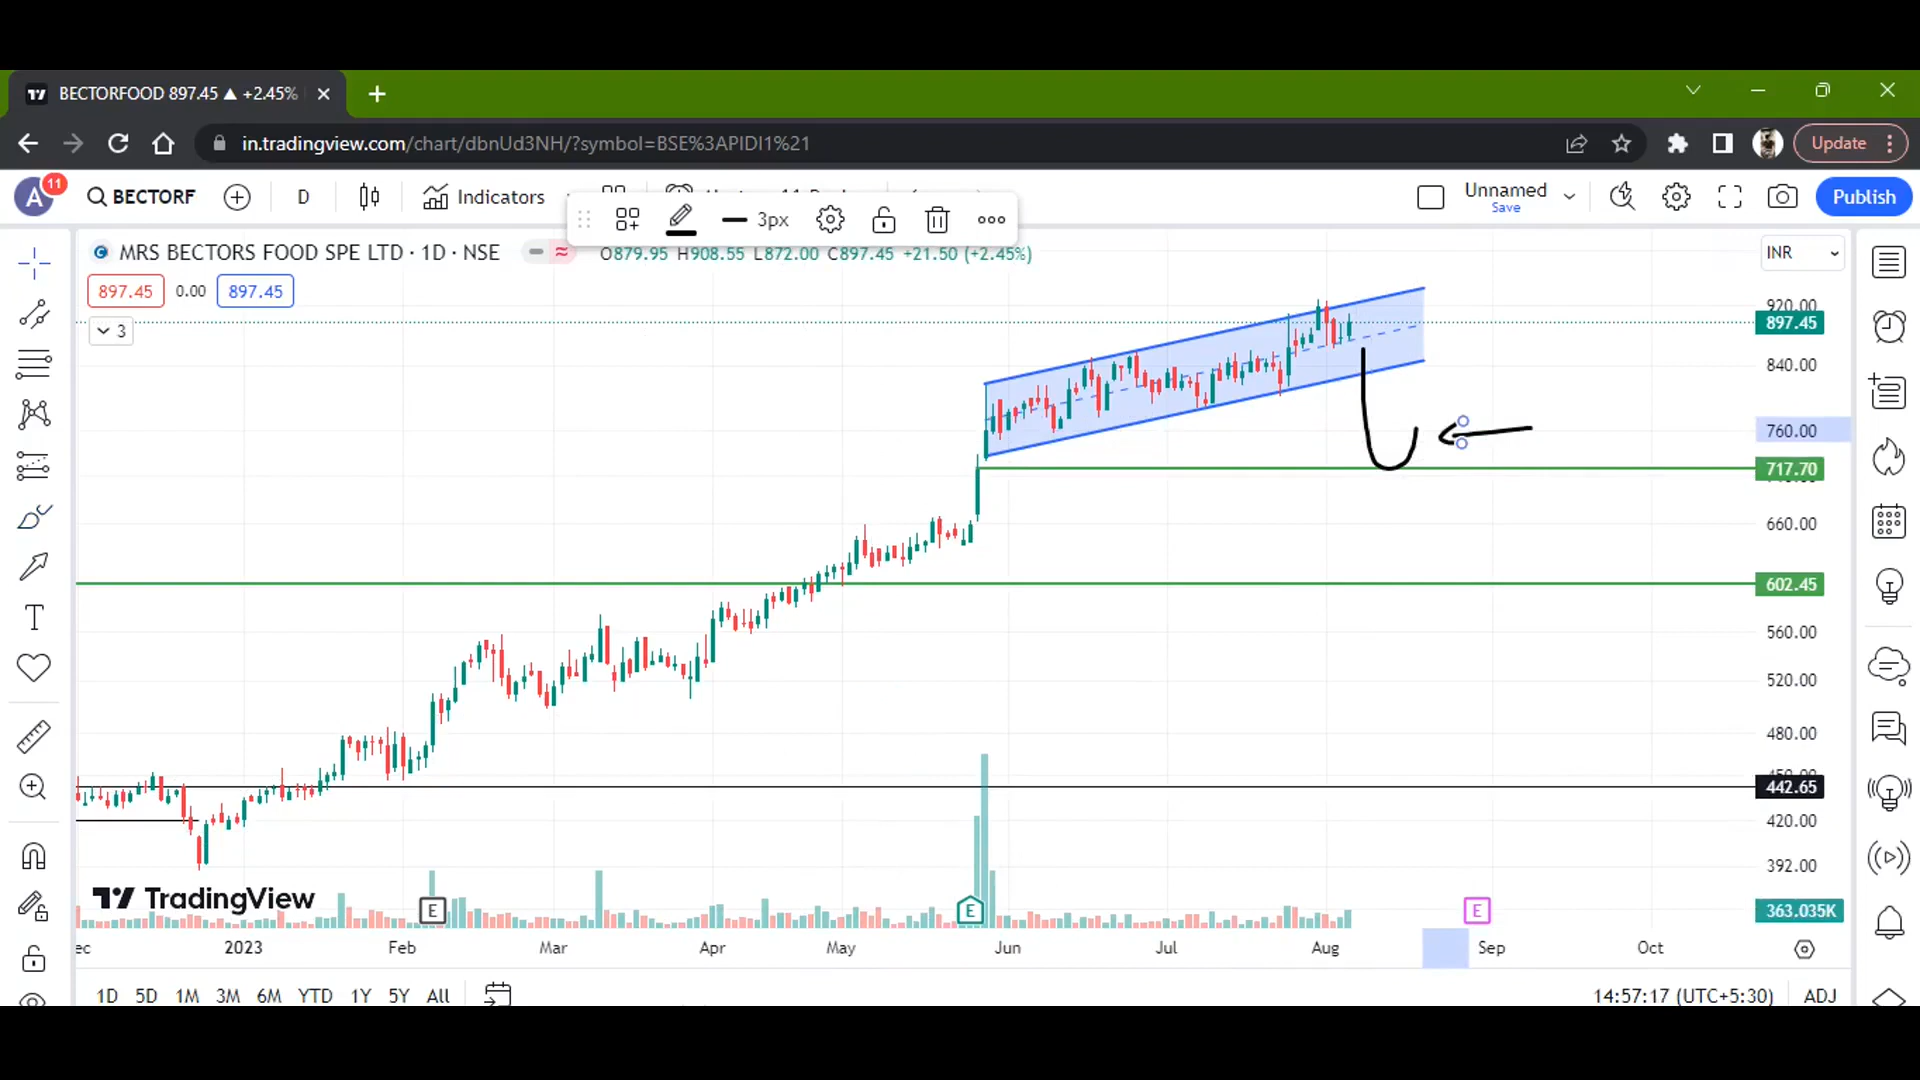 BECTORFOOD 897.45 ▲ +2.45%
in.tradingview.com/chart/dbnUd3NH/?symbol=BSE%3APIDI1%21
Update
A
11
BECTORF
D
Indicators
3px
Unnamed
Save
Publish
MRS BECTORS FOOD SPE LTD · 1D · NSE
O879.95 H908.55 L872.00 C897.45 +21.50 (+2.45%)
INR
897.45 0.00 897.45
3
920.00
897.45
840.00
760.00
717.70
660.00
602.45
560.00
520.00
480.00
442.65
420.00
392.00
363.035K
TradingView
E
E
E
2023 Feb Mar Apr May Jun Jul Aug Sep Oct
1D 5D 1M 3M 6M YTD 1Y 5Y All
14:57:17 (UTC+5:30) ADJ